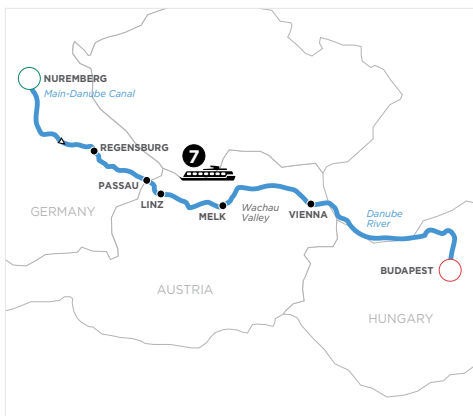 NUREMBERG
Main-Danube Canal
REGENSBURG
7
PASSAU
LINZ
GERMANY
MELK
Wachau
Valley
VIENNA
Danube
River
BUDAPEST
AUSTRIA
HUNGARY